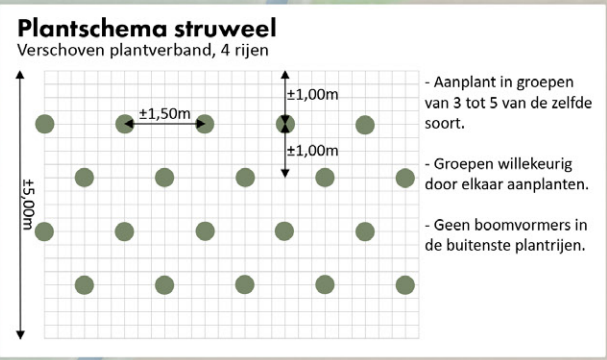 Plantschema struweel
Verschoven plantverband, 4 rijen
±1,50m
±1,00m
±1,00m
±5,00m
- Aanplant in groepen
van 3 tot 5 van de zelfde
soort.
- Groepen willekeurig
door elkaar aanplanten.
- Geen boomvormers in
de buitenste plantrijen.